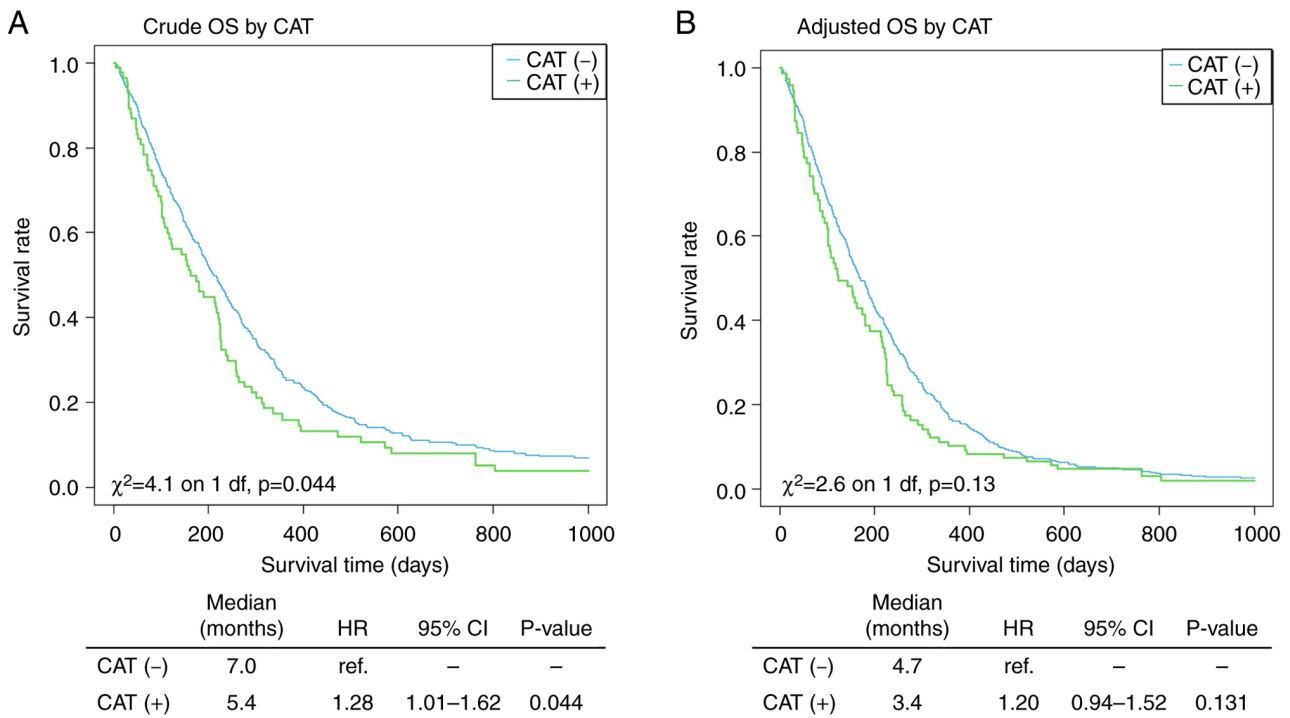 A
Crude OS by CAT
CAT (–)
CAT (+)
1.0
0.8
0.6
0.4
0.2
0.0
Survival rate
χ²=4.1 on 1 df, p=0.044
0 200 400 600 800 1000
Survival time (days)
Median
(months) HR 95% CI P-value
CAT (–) 7.0 ref. – –
CAT (+) 5.4 1.28 1.01–1.62 0.044
B
Adjusted OS by CAT
CAT (–)
CAT (+)
1.0
0.8
0.6
0.4
0.2
0.0
Survival rate
χ²=2.6 on 1 df, p=0.13
0 200 400 600 800 1000
Survival time (days)
Median
(months) HR 95% CI P-value
CAT (–) 4.7 ref. – –
CAT (+) 3.4 1.20 0.94–1.52 0.131